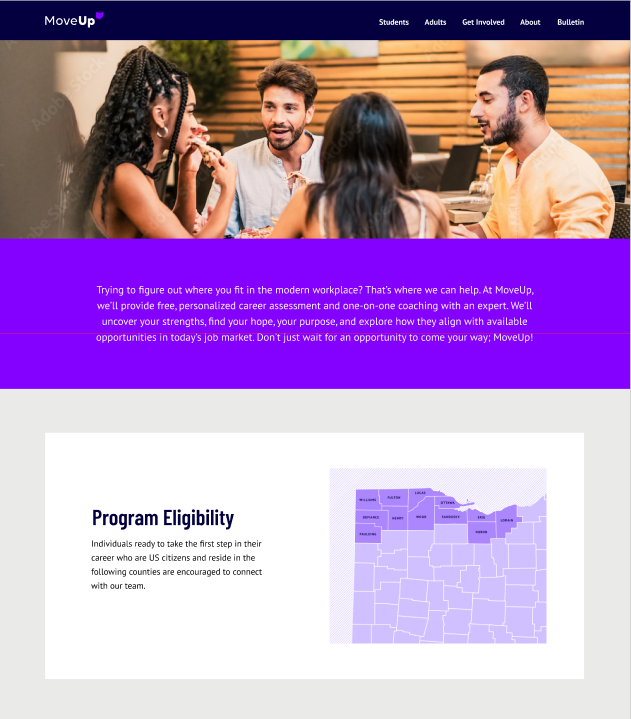 MoveUp
Students Adults Get Involved About Bulletin
Trying to figure out where you fit in the modern workplace? That's where we can help. At MoveUp,
we'll provide free, personalized career assessment and one-on-one coaching with an expert. We'll
uncover your strengths, find your hope, your purpose, and explore how they align with available
opportunities in today's job market. Don't just wait for an opportunity to come your way; MoveUp!
Program Eligibility
Individuals ready to take the first step in their
career who are US citizens and reside in the
following counties are encouraged to connect
with our team.
WILLIAMS FULTON LUCAS OTTAWA
DEFIANCE HENRY WOOD SANDUSKY ERIE LORAIN
PAULDING HURON